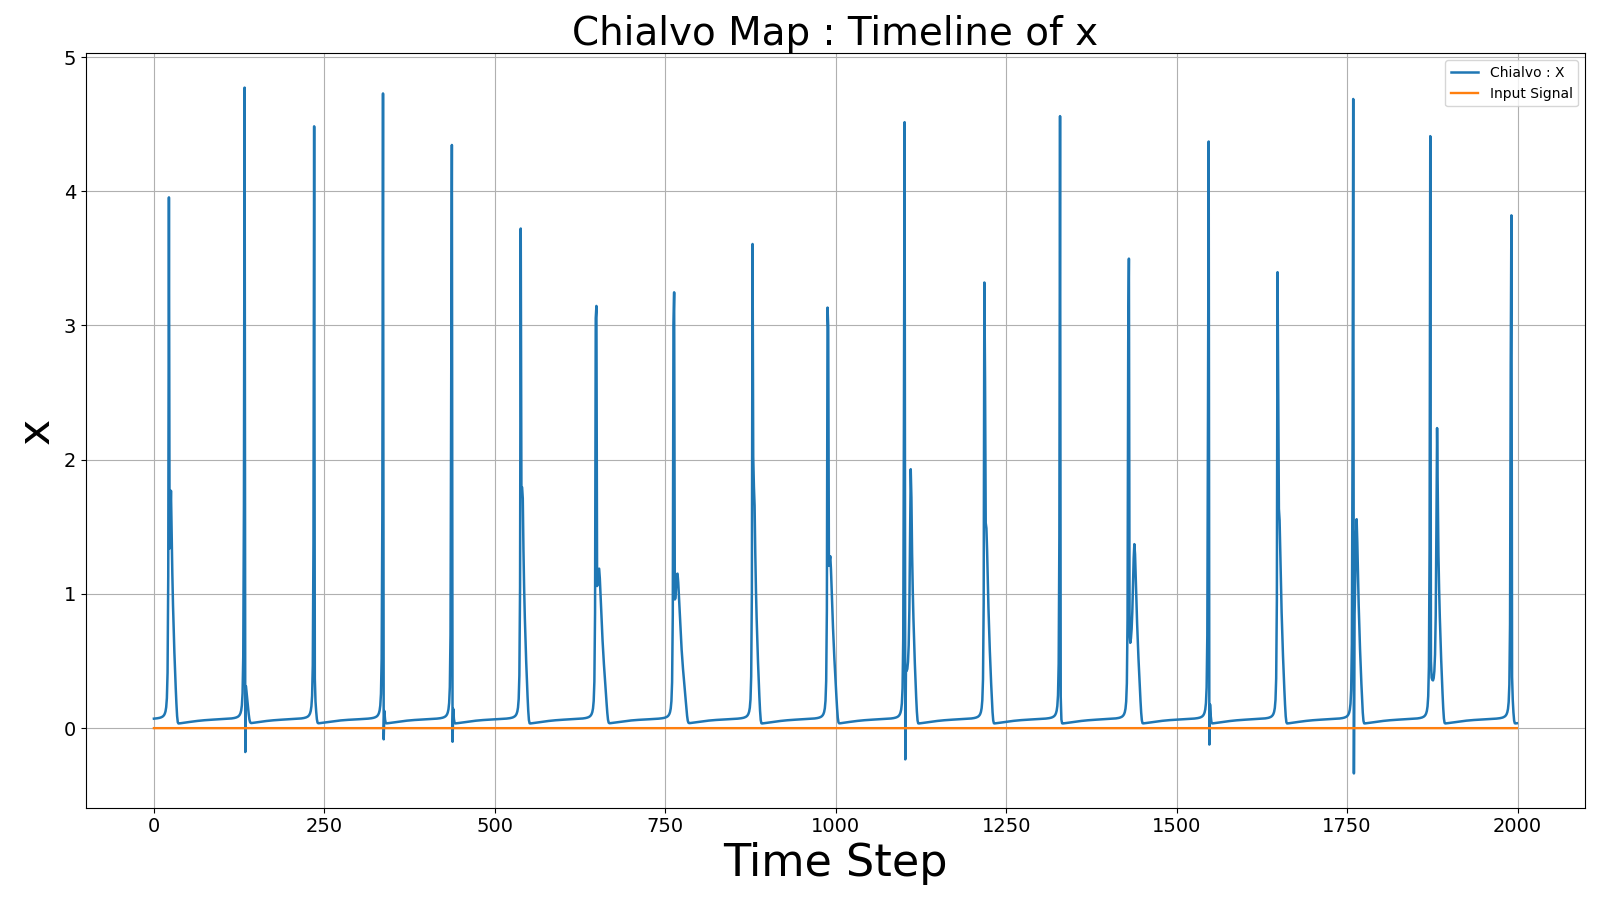 Chialvo Map : Timeline of x
Chialvo : X
Input Signal
5
4
3
2
1
0
x
0 250 500 750 1000 1250 1500 1750 2000
Time Step